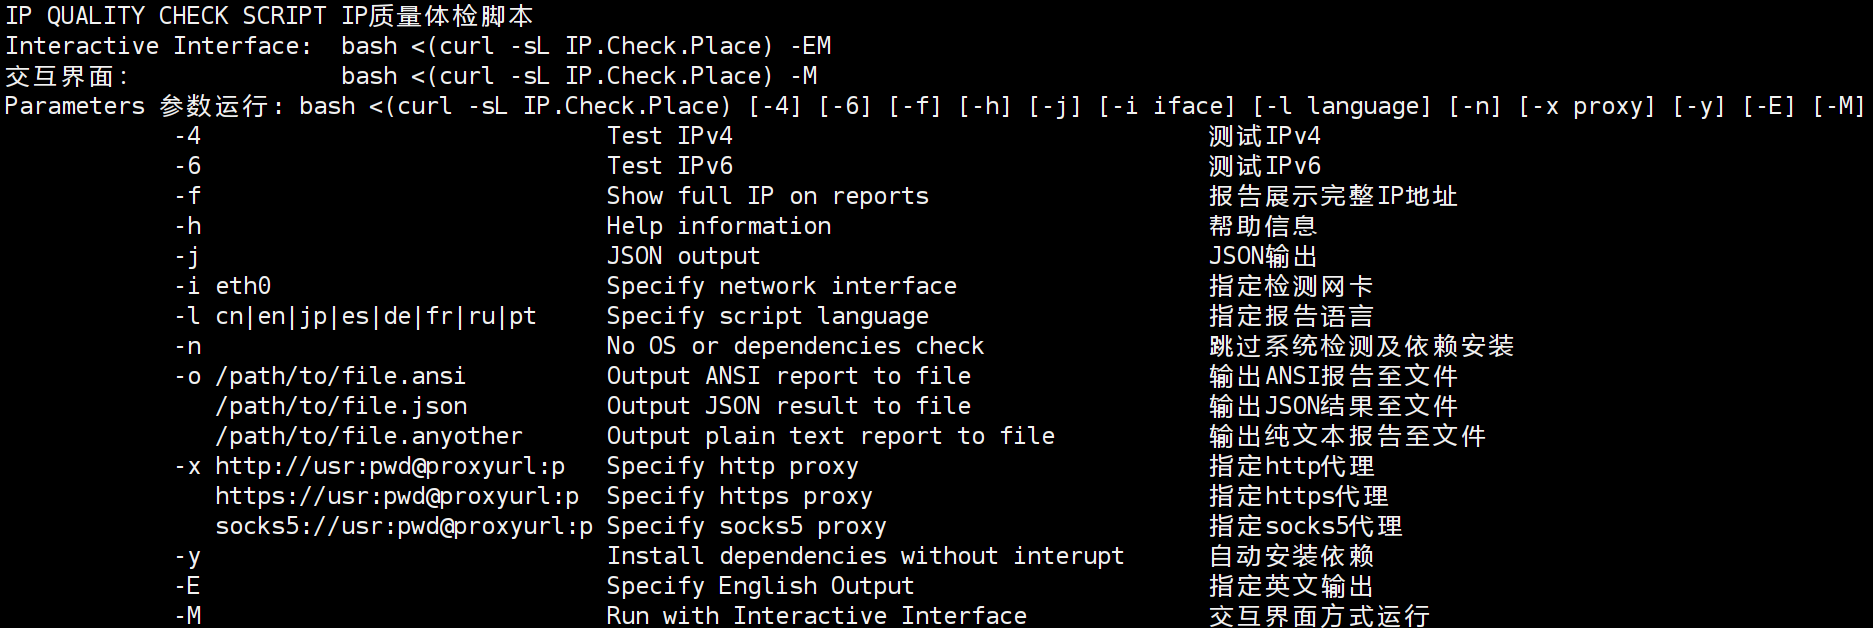 IP QUALITY CHECK SCRIPT IP质量体检脚本
Interactive Interface:  bash <(curl -sL IP.Check.Place) -EM
交互界面:               bash <(curl -sL IP.Check.Place) -M
Parameters 参数运行: bash <(curl -sL IP.Check.Place) [-4] [-6] [-f] [-h] [-j] [-i iface] [-l language] [-n] [-x proxy] [-y] [-E] [-M]
            -4                             Test IPv4                                  测试IPv4
            -6                             Test IPv6                                  测试IPv6
            -f                             Show full IP on reports                    报告展示完整IP地址
            -h                             Help information                           帮助信息
            -j                             JSON output                                JSON输出
            -i eth0                        Specify network interface                  指定检测网卡
            -l cn|en|jp|es|de|fr|ru|pt     Specify script language                    指定报告语言
            -n                             No OS or dependencies check                跳过系统检测及依赖安装
            -o /path/to/file.ansi          Output ANSI report to file                 输出ANSI报告至文件
               /path/to/file.json          Output JSON result to file                 输出JSON结果至文件
               /path/to/file.anyother      Output plain text report to file           输出纯文本报告至文件
            -x http://usr:pwd@proxyurl:p   Specify http proxy                         指定http代理
               https://usr:pwd@proxyurl:p  Specify https proxy                        指定https代理
               socks5://usr:pwd@proxyurl:p Specify socks5 proxy                       指定socks5代理
            -y                             Install dependencies without interupt      自动安装依赖
            -E                             Specify English Output                     指定英文输出
            -M                             Run with Interactive Interface             交互界面方式运行